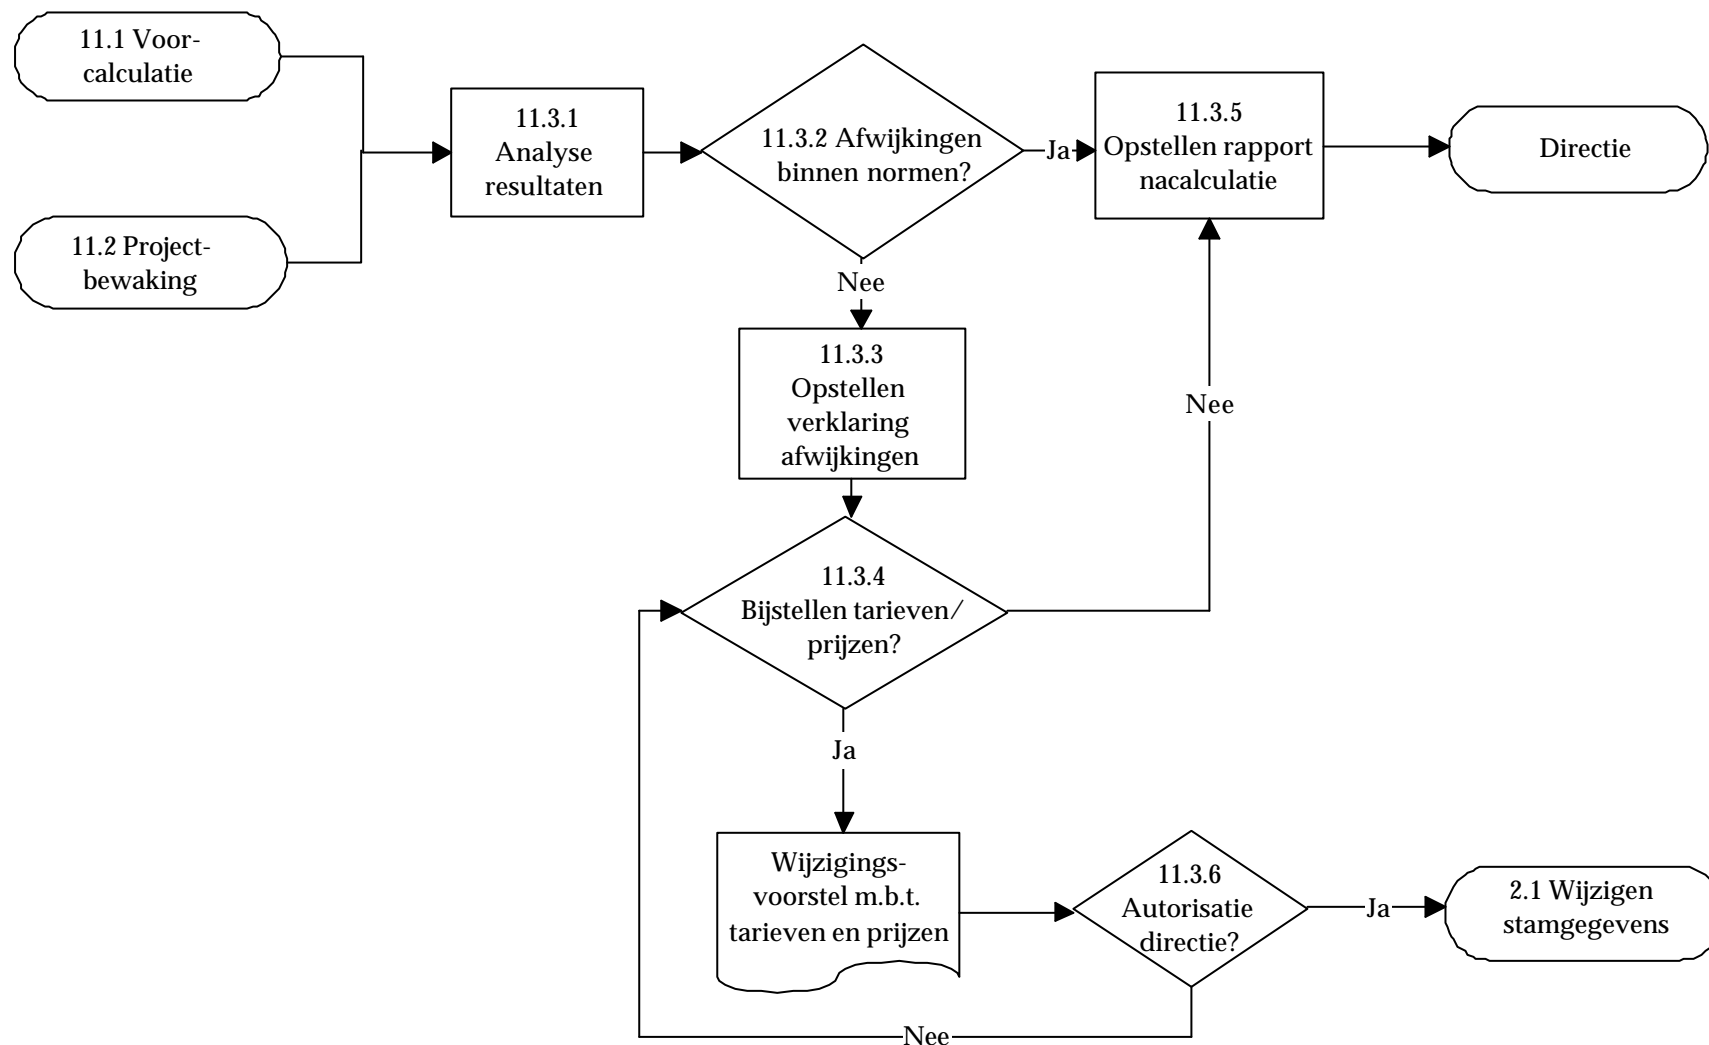 11.1 Voor-
calculatie
11.2 Project-
bewaking
11.3.1
Analyse
resultaten
11.3.2 Afwijkingen
binnen normen?
Ja
11.3.5
Opstellen rapport
nacalculatie
Directie
Nee
11.3.3
Opstellen
verklaring
afwijkingen
Nee
11.3.4
Bijstellen tarieven/
prijzen?
Ja
Wijzigings-
voorstel m.b.t.
tarieven en prijzen
11.3.6
Autorisatie
directie?
Ja
2.1 Wijzigen
stamgegevens
Nee